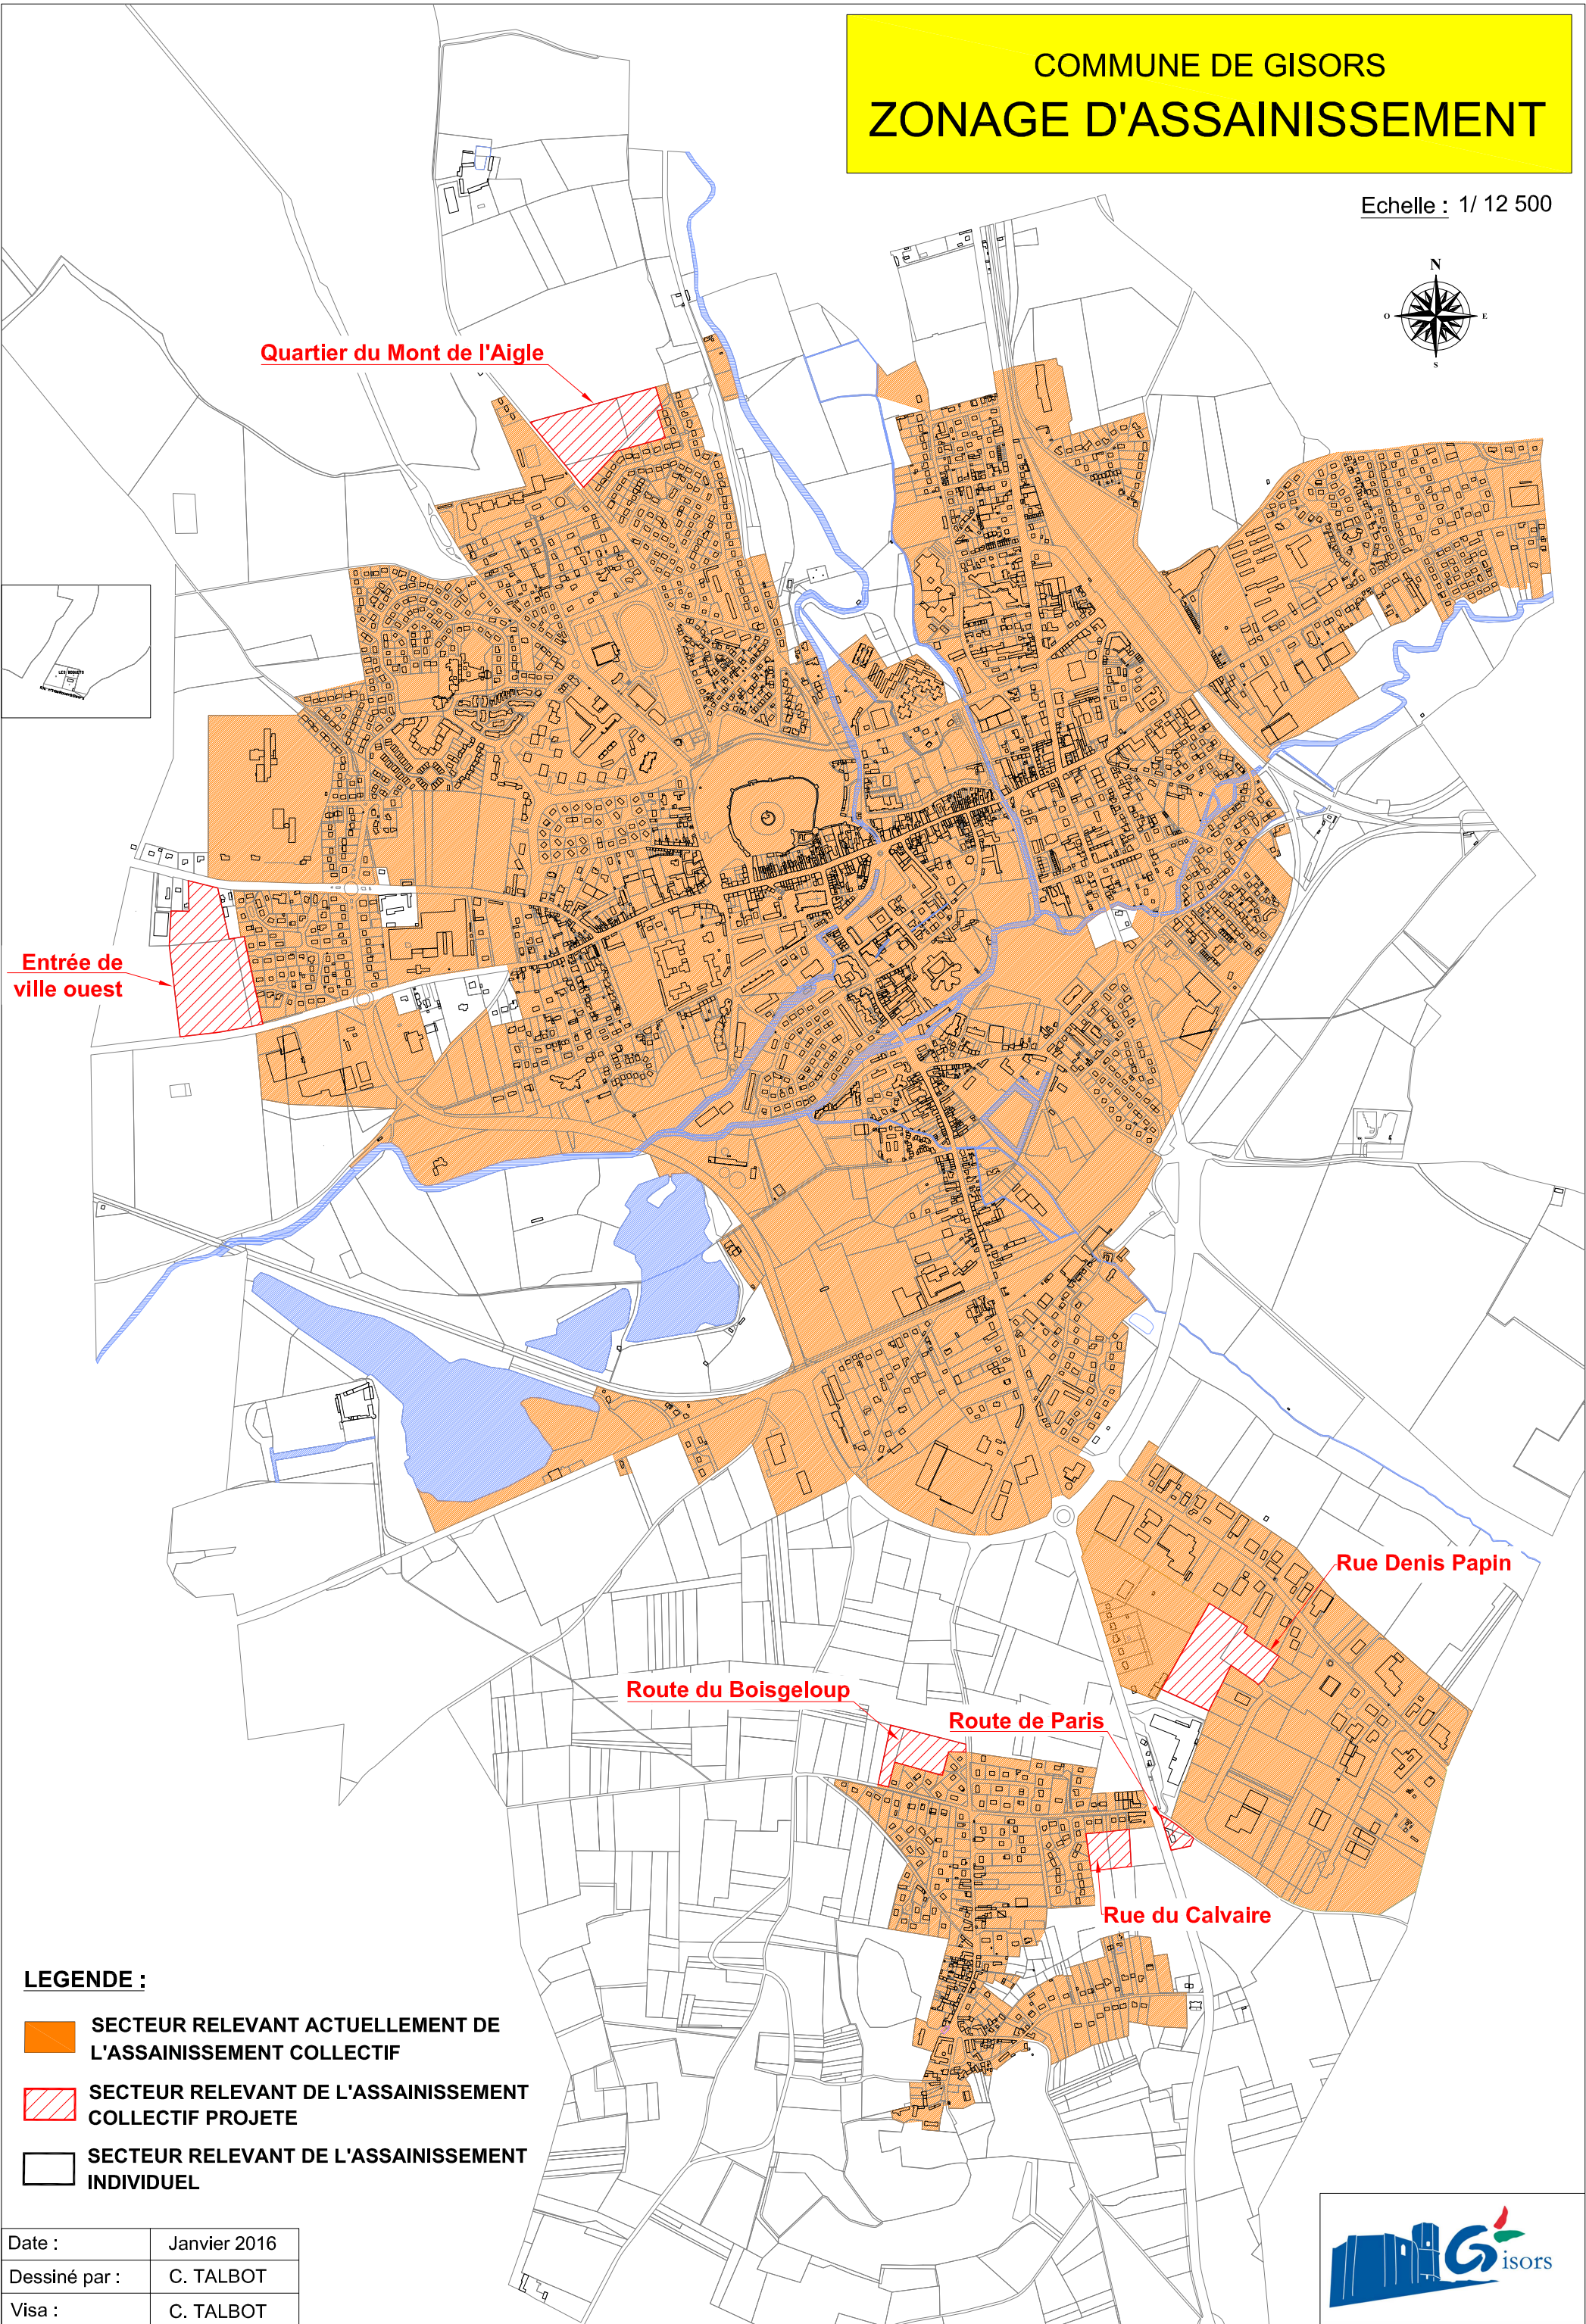 COMMUNE DE GISORS
ZONAGE D'ASSAINISSEMENT
Echelle : 1/ 12 500
N
O
E
S
Quartier du Mont de l'Aigle
Entrée de
ville ouest
Rue Denis Papin
Route du Boisgeloup
Route de Paris
Rue du Calvaire
LEGENDE :
SECTEUR RELEVANT ACTUELLEMENT DE
L'ASSAINISSEMENT COLLECTIF
SECTEUR RELEVANT DE L'ASSAINISSEMENT
COLLECTIF PROJETE
SECTEUR RELEVANT DE L'ASSAINISSEMENT
INDIVIDUEL
Date : Janvier 2016
Dessiné par : C. TALBOT
Visa : C. TALBOT
Gisors